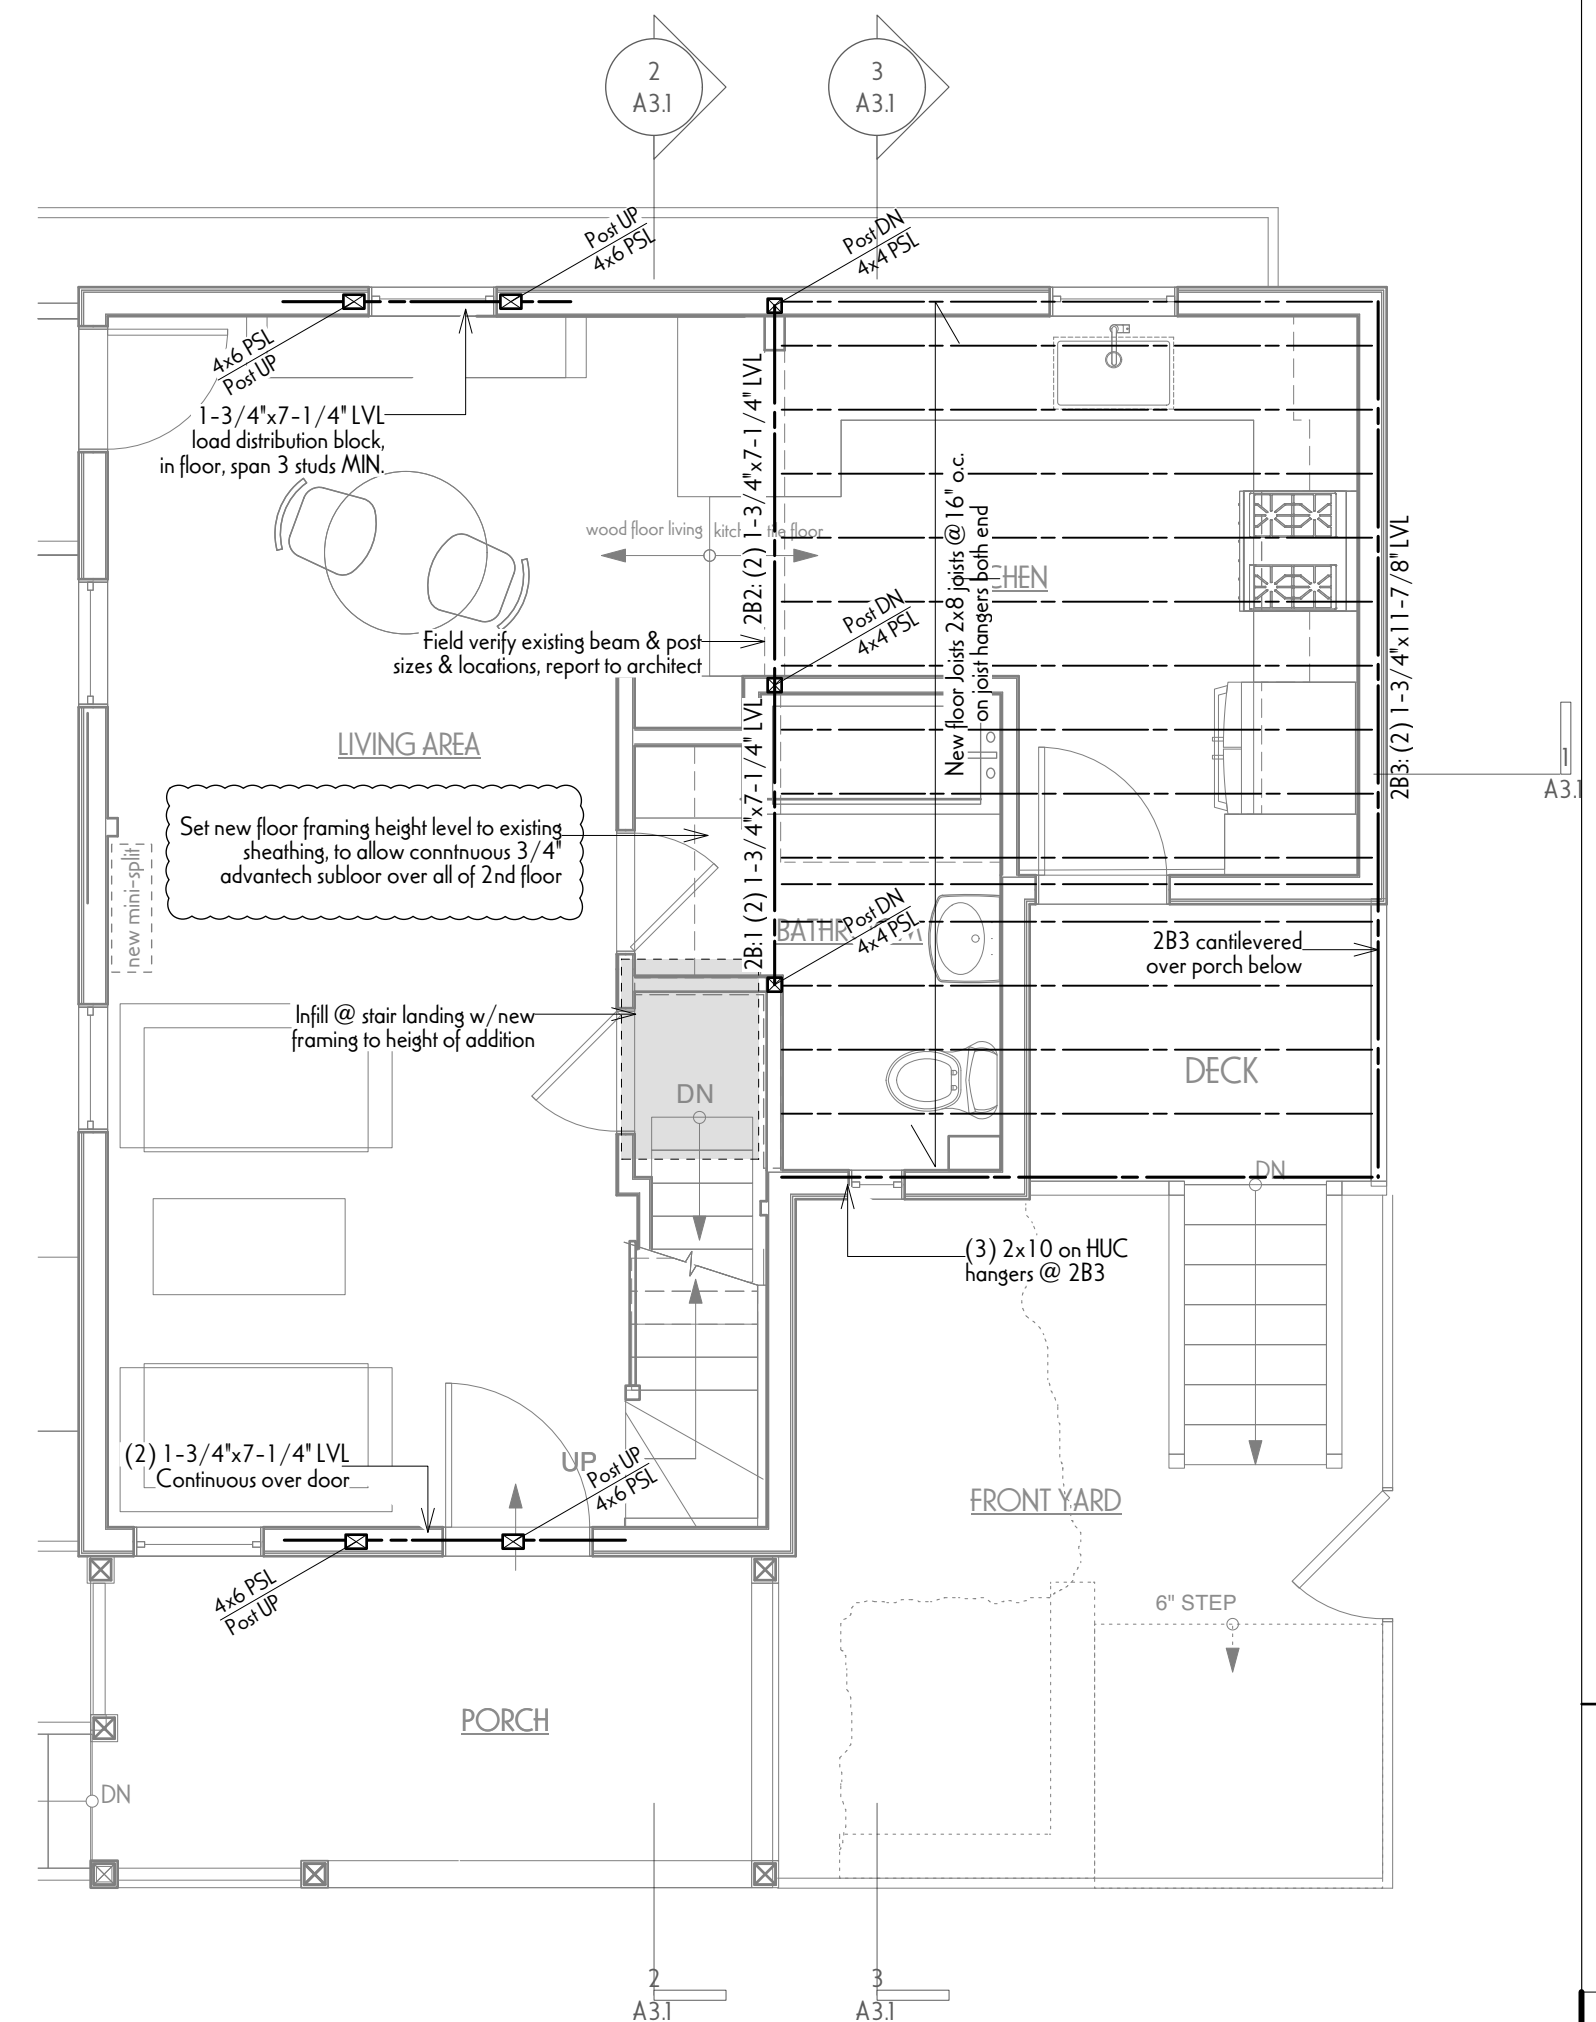 2
A3.1
3
A3.1
Post UP
4x6 PSL
Post DN
4x4 PSL
4x6 PSL
Post UP
1-3/4"x7-1/4" LVL
load distribution block,
in floor, span 3 studs MIN.
2B2: (2) 1-3/4"x7-1/4" LVL
wood floor living
tile floor
New floor Joists 2x8 joists @ 16" o.c.
on joist hangers both end
2B3: (2) 1-3/4"x11-7/8" LVL
Post DN
4x4 PSL
Field verify existing beam & post
sizes & locations, report to architect
LIVING AREA
1
A3.1
Set new floor framing height level to existing
sheathing, to allow conntnuous 3/4"
advantech subloor over all of 2nd floor
new mini-split
2B:1 (2) 1-3/4"x7-1/4" LVL
Post DN
4x4 PSL
2B3 cantilevered
over porch below
Infill @ stair landing w/new
framing to height of addition
DN
DECK
DN
(3) 2x10 on HUC
hangers @ 2B3
(2) 1-3/4"x7-1/4" LVL
Continuous over door
UP
Post UP
4x6 PSL
4x6 PSL
Post UP
FRONT YARD
6" STEP
PORCH
DN
2
A3.1
3
A3.1